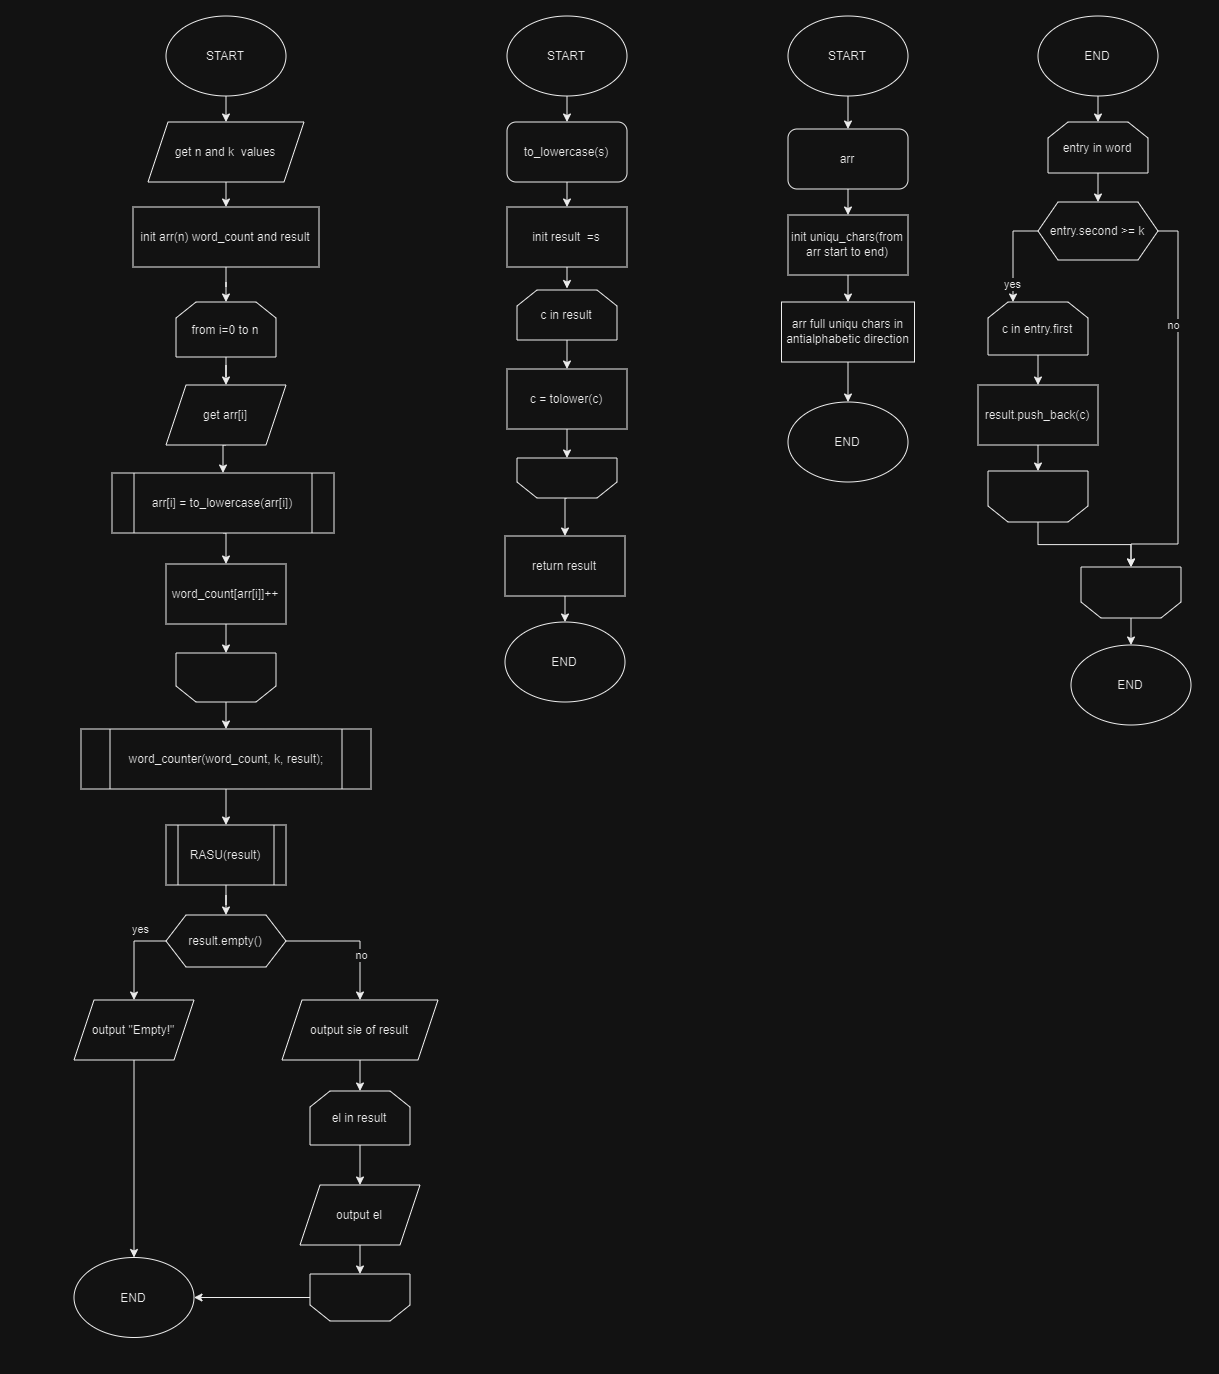 START
get n and k values
init arr(n) word_count and result
from i=0 to n
get arr[i]
arr[i] = to_lowercase(arr[i])
word_count[arr[i]]++
word_counter(word_count, k, result);
RASU(result)
result.empty()
yes
no
output "Empty!"
output sie of result
el in result
output el
END
START
to_lowercase(s)
init result =s
c in result
c = tolower(c)
return result
END
START
arr
init uniqu_chars(from
arr start to end)
arr full uniqu chars in
antialphabetic direction
END
END
entry in word
entry.second >= k
yes
no
c in entry.first
result.push_back(c)
END